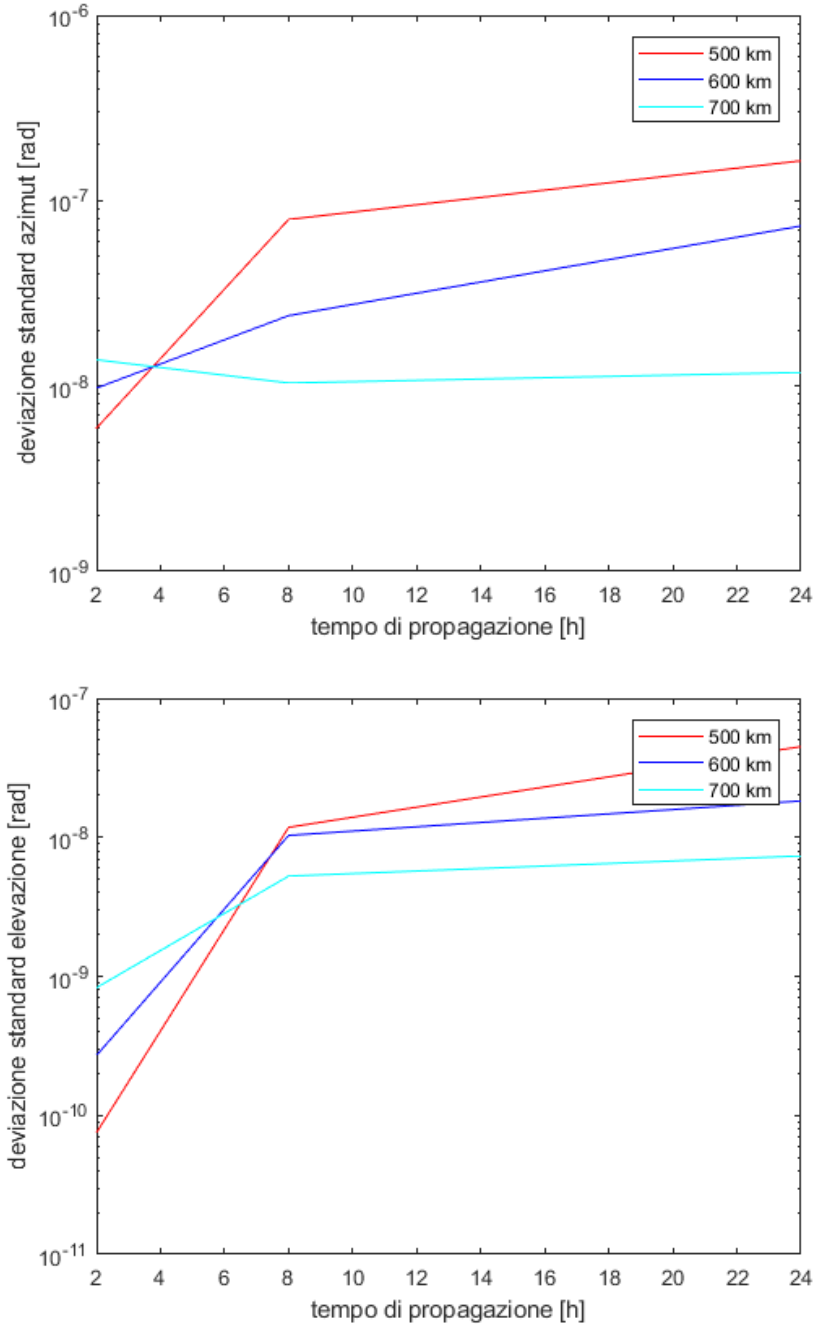 10^-6
10^-7
10^-8
10^-9
deviazione standard azimut [rad]
500 km
600 km
700 km
2 4 6 8 10 12 14 16 18 20 22 24
tempo di propagazione [h]
10^-7
10^-8
10^-9
10^-10
10^-11
deviazione standard elevazione [rad]
500 km
600 km
700 km
2 4 6 8 10 12 14 16 18 20 22 24
tempo di propagazione [h]